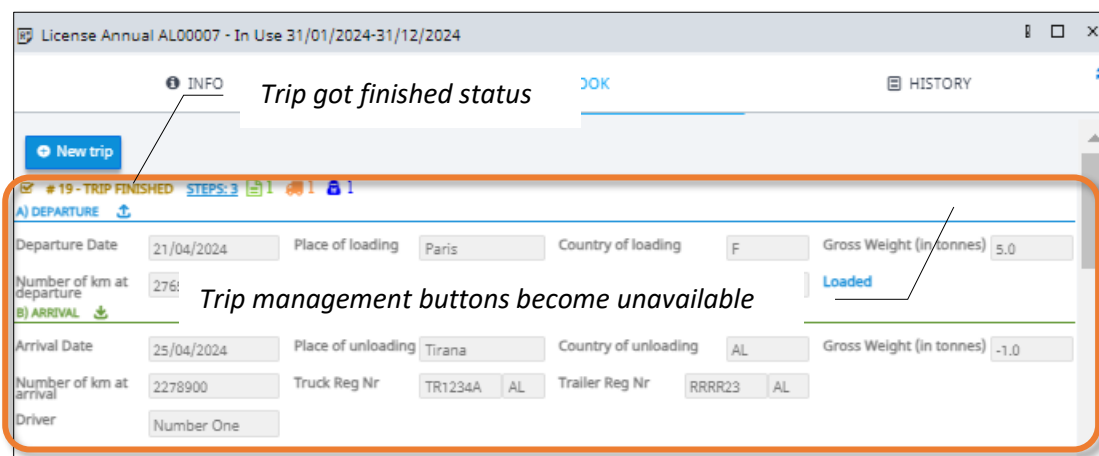 License Annual AL00007 - In Use 31/01/2024-31/12/2024
INFO Trip got finished status HISTORY
New trip
# 19 - TRIP FINISHED STEPS: 3 1 1 1
A) DEPARTURE
Departure Date 21/04/2024 Place of loading Paris Country of loading F Gross Weight (in tonnes) 5.0
Number of km at departure Loaded
Trip management buttons become unavailable
B) ARRIVAL
Arrival Date 25/04/2024 Place of unloading Tirana Country of unloading AL Gross Weight (in tonnes) -1.0
Number of km at arrival 2278900 Truck Reg Nr TR1234A AL Trailer Reg Nr RRRR23 AL
Driver Number One